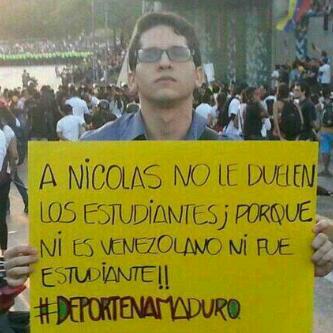 A NICOLAS NO LE DUELEN
LOS ESTUDIANTES ¡ PORQUE
NI ES VENEZOLANO NI FUE
ESTUDIANTE!!
#DEPORTENAMADURO